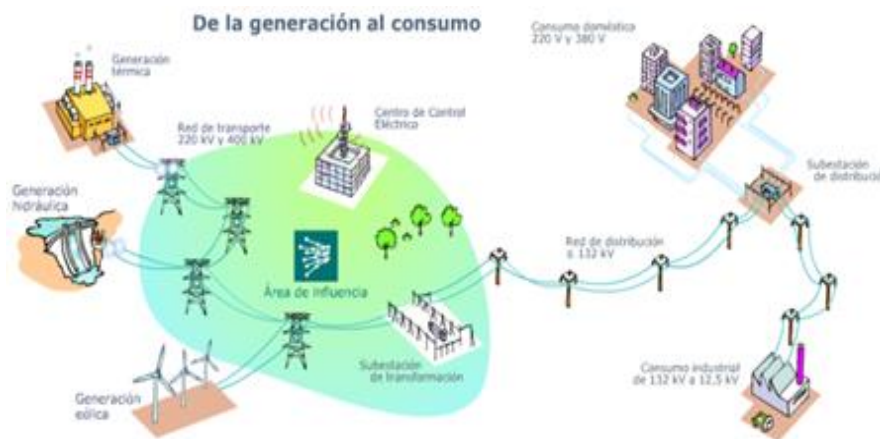 De la generación al consumo
Generación
térmica
Red de transporte
220 kV y 400 kV
Centro de Control
Eléctrico
Consumo doméstico
220 V y 380 V
Generación
hidráulica
Subestación
de distribució
Red de distribución
a 132 kV
Área de influencia
Subestación
de transformación
Consumo industrial
de 132 kV a 12,5 kV
Generación
eólica